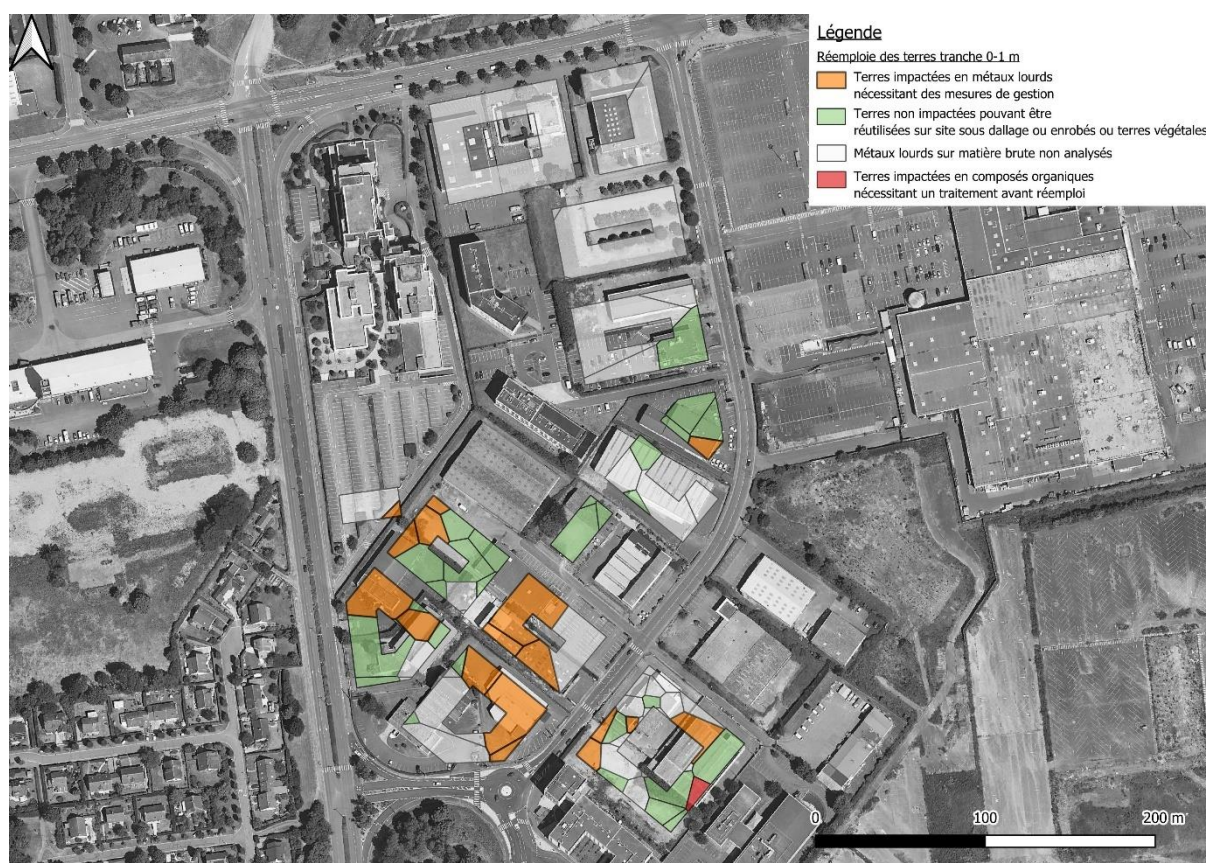 Légende
Réemploie des terres tranche 0-1 m
Terres impactées en métaux lourds
nécessitant des mesures de gestion
Terres non impactées pouvant être
réutilisées sur site sous dallage ou enrobés ou terres végétales
Métaux lourds sur matière brute non analysés
Terres impactées en composés organiques
nécessitant un traitement avant réemploi
0 100 200 m